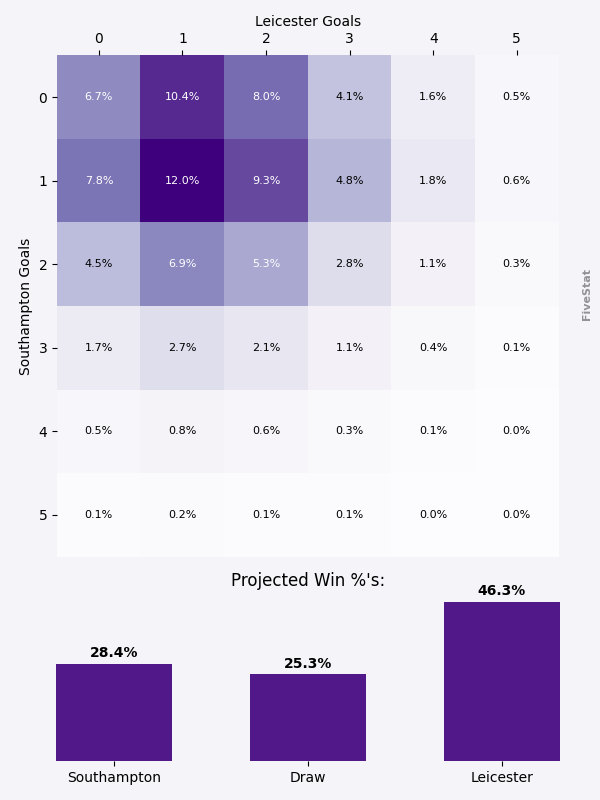 Leicester Goals
0 1 2 3 4 5
0 6.7% 10.4% 8.0% 4.1% 1.6% 0.5%
1 7.8% 12.0% 9.3% 4.8% 1.8% 0.6%
2 4.5% 6.9% 5.3% 2.8% 1.1% 0.3%
3 1.7% 2.7% 2.1% 1.1% 0.4% 0.1%
4 0.5% 0.8% 0.6% 0.3% 0.1% 0.0%
5 0.1% 0.2% 0.1% 0.1% 0.0% 0.0%
Southampton Goals
FiveStat
Projected Win %'s:
28.4% 25.3% 46.3%
Southampton Draw Leicester